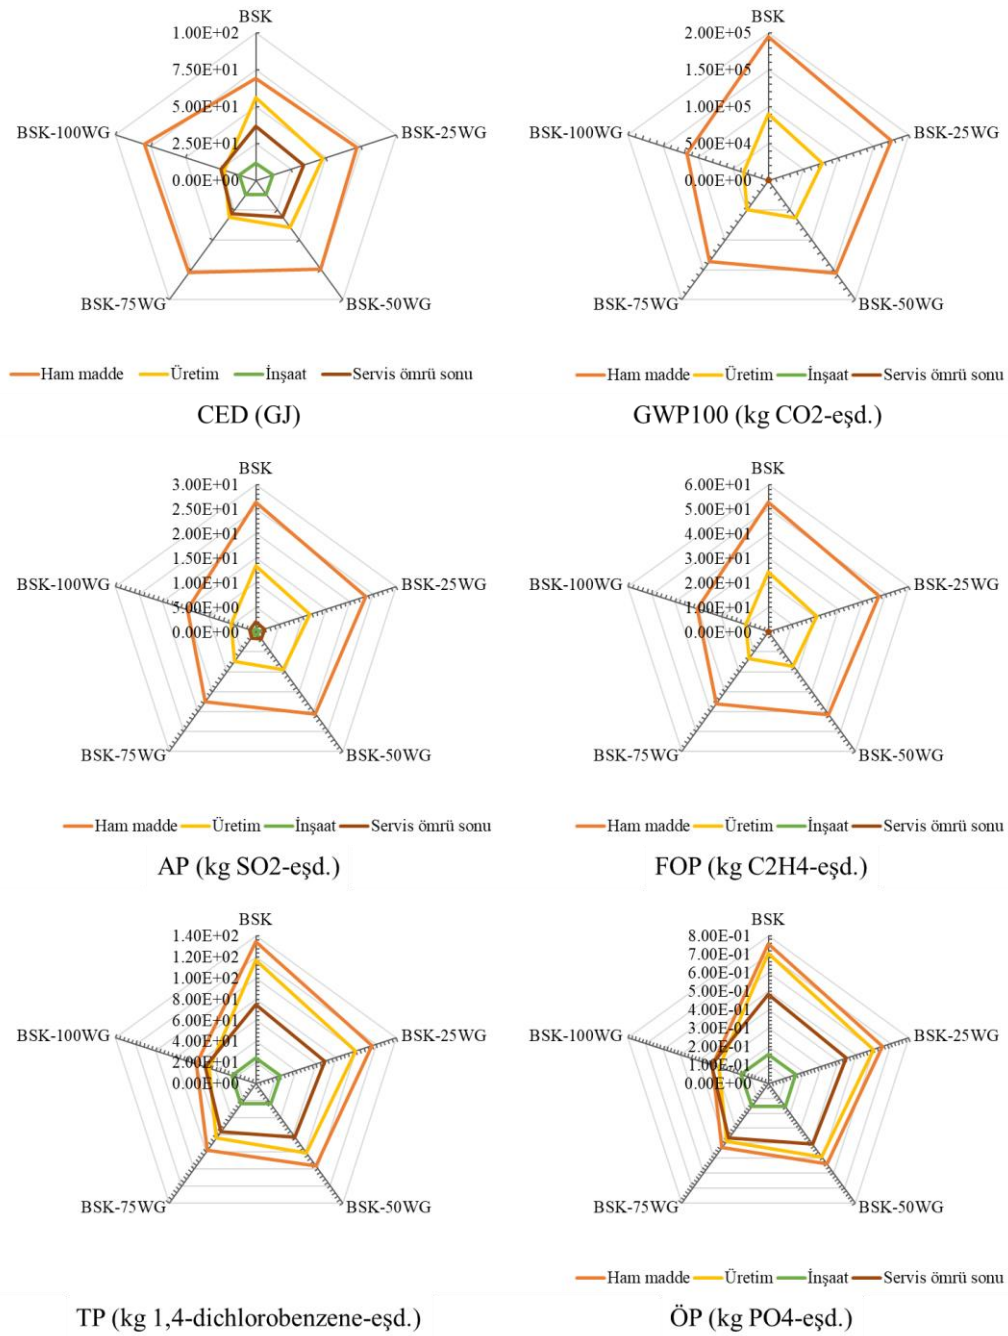 BSK
1.00E+02
7.50E+01
5.00E+01
2.50E+01
0.00E+00
BSK-25WG
BSK-50WG
BSK-75WG
BSK-100WG
Ham madde Üretim İnşaat Servis ömrü sonu
CED (GJ)
BSK
2.00E+05
1.50E+05
1.00E+05
5.00E+04
0.00E+00
BSK-25WG
BSK-50WG
BSK-75WG
BSK-100WG
Ham madde Üretim İnşaat Servis ömrü sonu
GWP100 (kg CO2-eşd.)
BSK
3.00E+01
2.50E+01
2.00E+01
1.50E+01
1.00E+01
5.00E+00
0.00E+00
BSK-25WG
BSK-50WG
BSK-75WG
BSK-100WG
Ham madde Üretim İnşaat Servis ömrü sonu
AP (kg SO2-eşd.)
BSK
6.00E+01
5.00E+01
4.00E+01
3.00E+01
2.00E+01
1.00E+01
0.00E+00
BSK-25WG
BSK-50WG
BSK-75WG
BSK-100WG
Ham madde Üretim İnşaat Servis ömrü sonu
FOP (kg C2H4-eşd.)
BSK
1.40E+02
1.20E+02
1.00E+02
8.00E+01
6.00E+01
4.00E+01
2.00E+01
0.00E+00
BSK-25WG
BSK-50WG
BSK-75WG
BSK-100WG
TP (kg 1,4-dichlorobenzene-eşd.)
BSK
8.00E-01
7.00E-01
6.00E-01
5.00E-01
4.00E-01
3.00E-01
2.00E-01
1.00E-01
0.00E+00
BSK-25WG
BSK-50WG
BSK-75WG
BSK-100WG
Ham madde Üretim İnşaat Servis ömrü sonu
ÖP (kg PO4-eşd.)